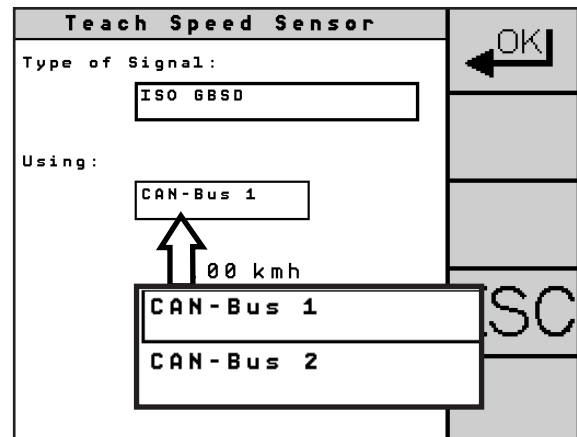 Teach Speed Sensor
OK
Type of Signal:
ISO GBSD
Using:
CAN-Bus 1
00 kmh
CAN-Bus 1
SC
CAN-Bus 2